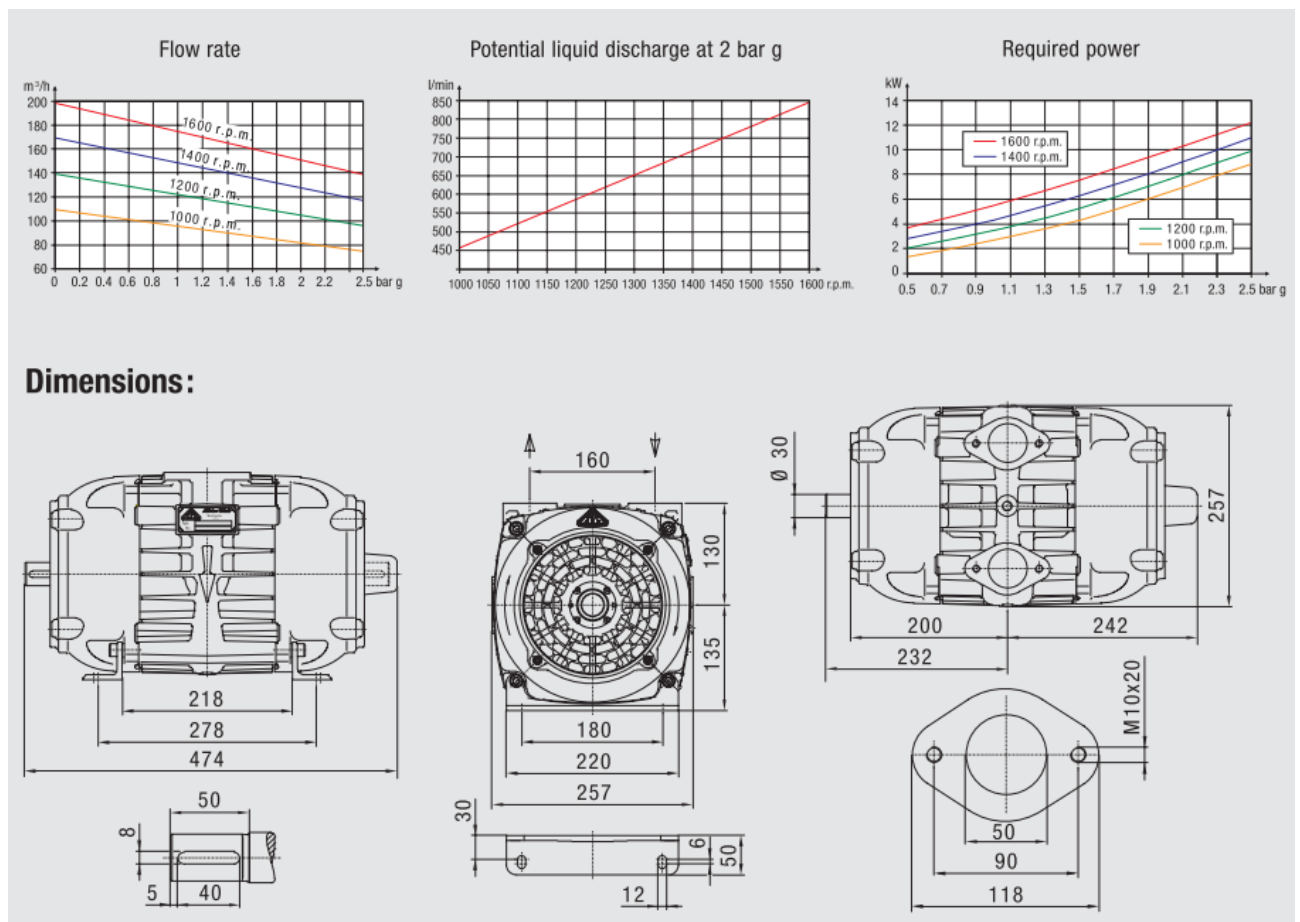 Flow rate
m³/h
200
180
160
140
120
100
80
60
1600 r.p.m.
1400 r.p.m.
1200 r.p.m.
1000 r.p.m.
0 0.2 0.4 0.6 0.8 1 1.2 1.4 1.6 1.8 2 2.2 2.5 bar g
Potential liquid discharge at 2 bar g
l/min
850
800
750
700
650
600
550
500
450
1000 1050 1100 1150 1200 1250 1300 1350 1400 1450 1500 1550 1600 r.p.m.
Required power
kW
14
12
10
8
6
4
2
0
1600 r.p.m.
1400 r.p.m.
1200 r.p.m.
1000 r.p.m.
0.5 0.7 0.9 1.1 1.3 1.5 1.7 1.9 2.1 2.3 2.5 bar g
Dimensions:
218
278
474
50
8
5 40
160
130
135
180
220
257
30
6
50
12
Ø 30
257
200 242
232
M10x20
50
90
118